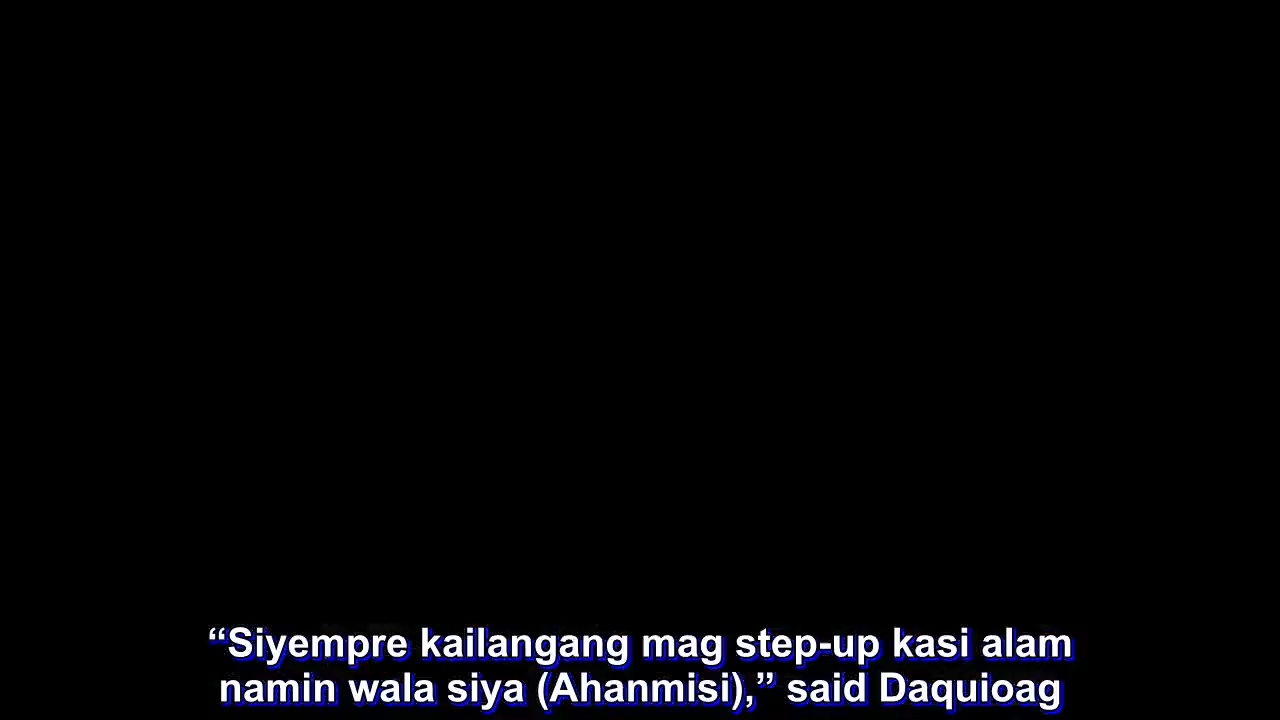 “Siyempre kailangang mag step-up kasi alam
namin wala siya (Ahanmisi),” said Daquioag